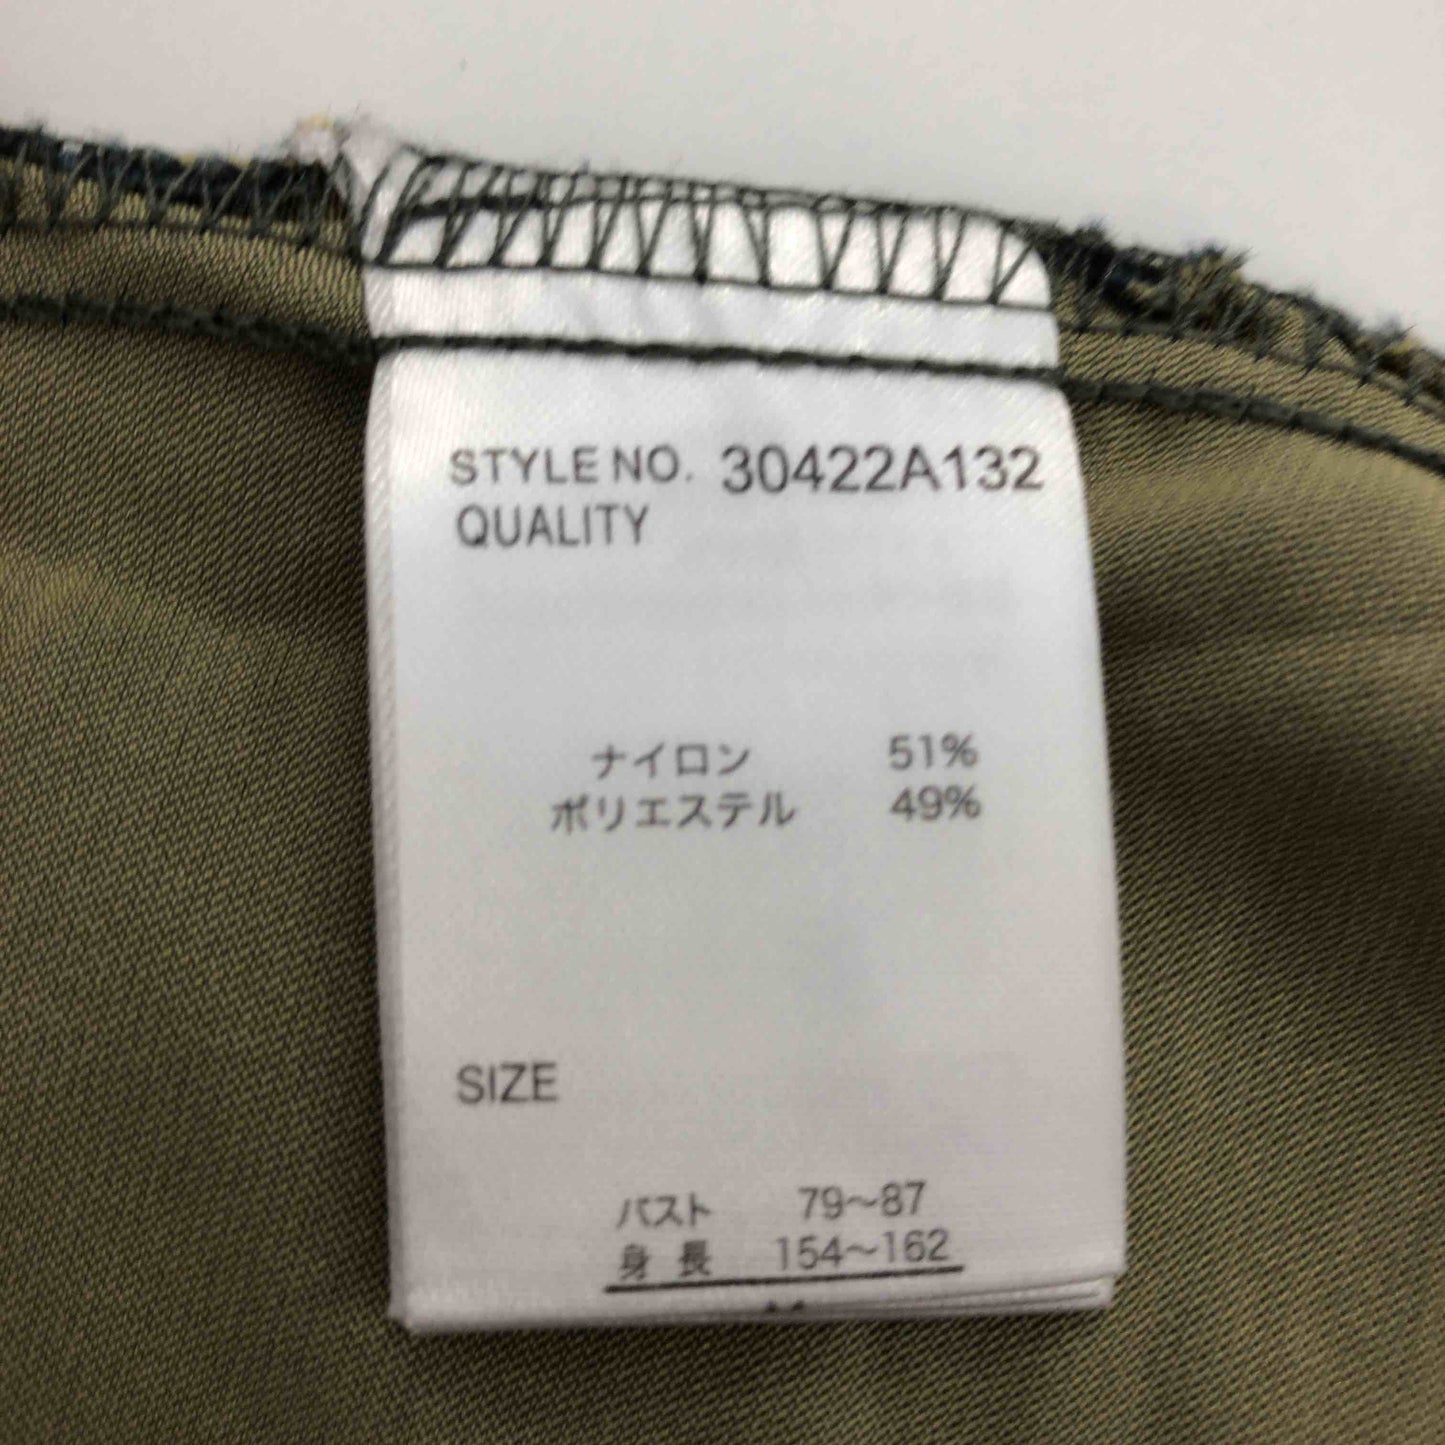 STYLE NO. 30422A132
QUALITY
ナイロン 51%
ポリエステル 49%
SIZE
バスト 79〜87
身長 154〜162